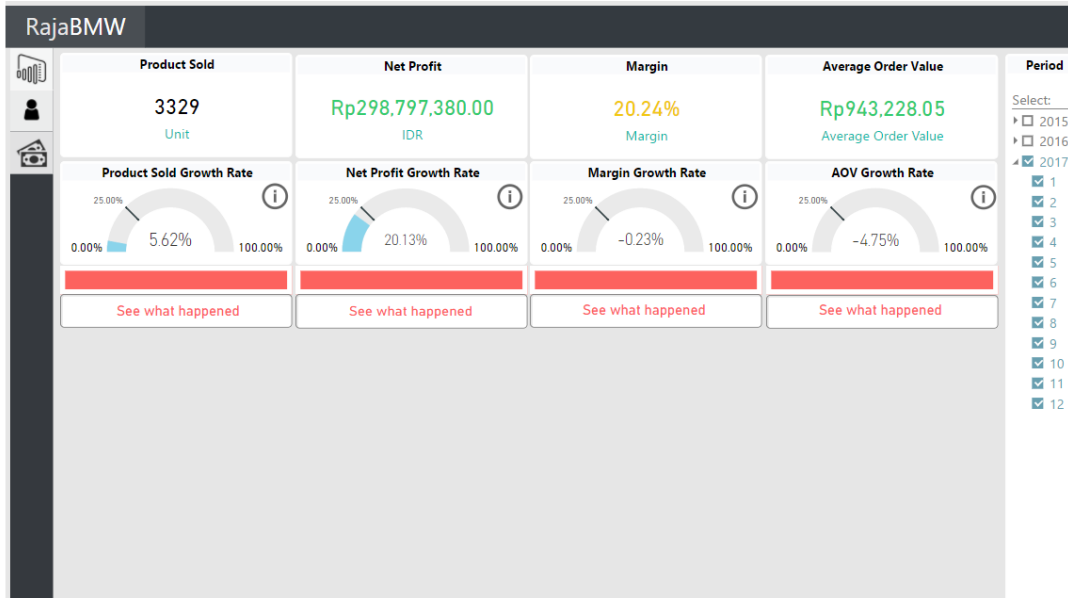 RajaBMW
Product Sold
3329
Unit
Net Profit
Rp298,797,380.00
IDR
Margin
20.24%
Margin
Average Order Value
Rp943,228.05
Average Order Value
Product Sold Growth Rate
25.00%
0.00%
5.62%
100.00%
Net Profit Growth Rate
25.00%
0.00%
20.13%
100.00%
Margin Growth Rate
25.00%
0.00%
-0.23%
100.00%
AOV Growth Rate
25.00%
0.00%
-4.75%
100.00%
See what happened
See what happened
See what happened
See what happened
Period
Select:
2015
2016
2017
1
2
3
4
5
6
7
8
9
10
11
12